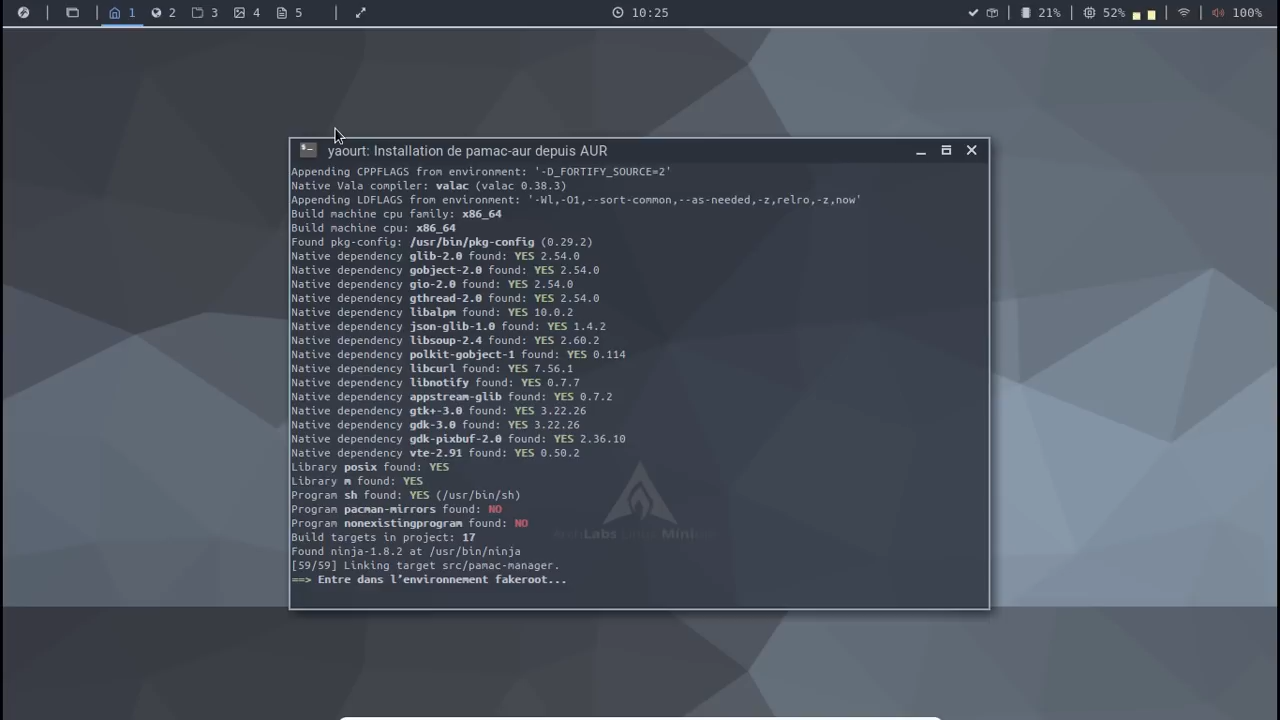 1 2 3 4 5 10:25 21% 52% 100%
yaourt: Installation de pamac-aur depuis AUR
Appending CPPFLAGS from environment: '-D_FORTIFY_SOURCE=2'
Native Vala compiler: valac (valac 0.38.3)
Appending LDFLAGS from environment: '-Wl,-O1,--sort-common,--as-needed,-z,relro,-z,now'
Build machine cpu family: x86_64
Build machine cpu: x86_64
Found pkg-config: /usr/bin/pkg-config (0.29.2)
Native dependency glib-2.0 found: YES 2.54.0
Native dependency gobject-2.0 found: YES 2.54.0
Native dependency gio-2.0 found: YES 2.54.0
Native dependency gthread-2.0 found: YES 2.54.0
Native dependency libalpm found: YES 10.0.2
Native dependency json-glib-1.0 found: YES 1.4.2
Native dependency libsoup-2.4 found: YES 2.60.2
Native dependency polkit-gobject-1 found: YES 0.114
Native dependency libcurl found: YES 7.56.1
Native dependency libnotify found: YES 0.7.7
Native dependency appstream-glib found: YES 0.7.2
Native dependency gtk+-3.0 found: YES 3.22.26
Native dependency gdk-3.0 found: YES 3.22.26
Native dependency gdk-pixbuf-2.0 found: YES 2.36.10
Native dependency vte-2.91 found: YES 0.50.2
Library posix found: YES
Library m found: YES
Program sh found: YES (/usr/bin/sh)
Program pacman-mirrors found: NO
Program nonexistingprogram found: NO
Build targets in project: 17
Found ninja-1.8.2 at /usr/bin/ninja
[59/59] Linking target src/pamac-manager.
==> Entre dans l’environnement fakeroot...